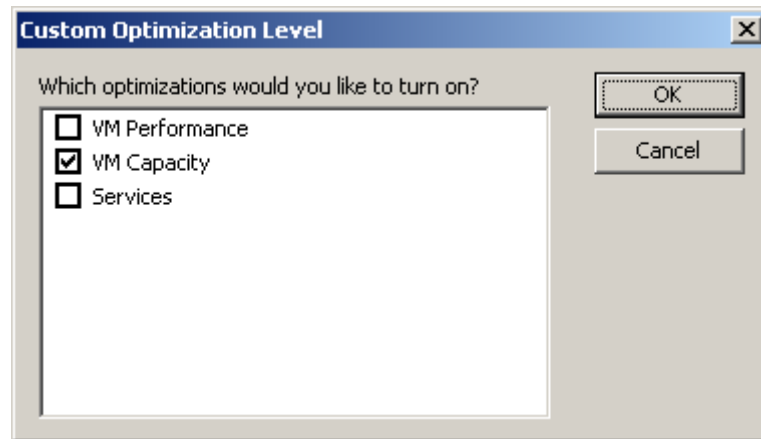 Custom Optimization Level
Which optimizations would you like to turn on?
VM Performance
VM Capacity
Services
OK
Cancel